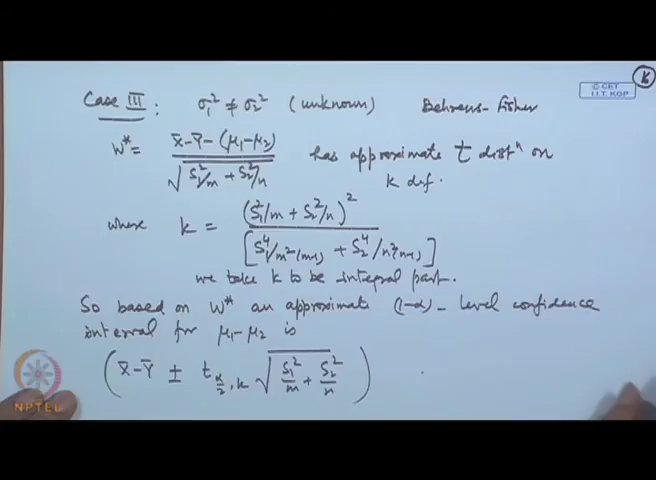 Case III : σ₁² ≠ σ₂² (unknown) Behrens-Fisher
© CET
I.I.T. KGP
W* = X̄-Ȳ-(μ₁-μ₂) / √(S₁²/m + S₂²/n) has approximate t distⁿ on
k d.f.
where k = (S₁²/m + S₂²/n)² / [S₁⁴/m²(m-1) + S₂⁴/n²(n-1)]
we take k to be integral part.
So based on W* an approximate (1-α)-level confidence
interval for μ₁-μ₂ is
(X̄-Ȳ ± t_{α/2, k} √(S₁²/m + S₂²/n))
NPTEL